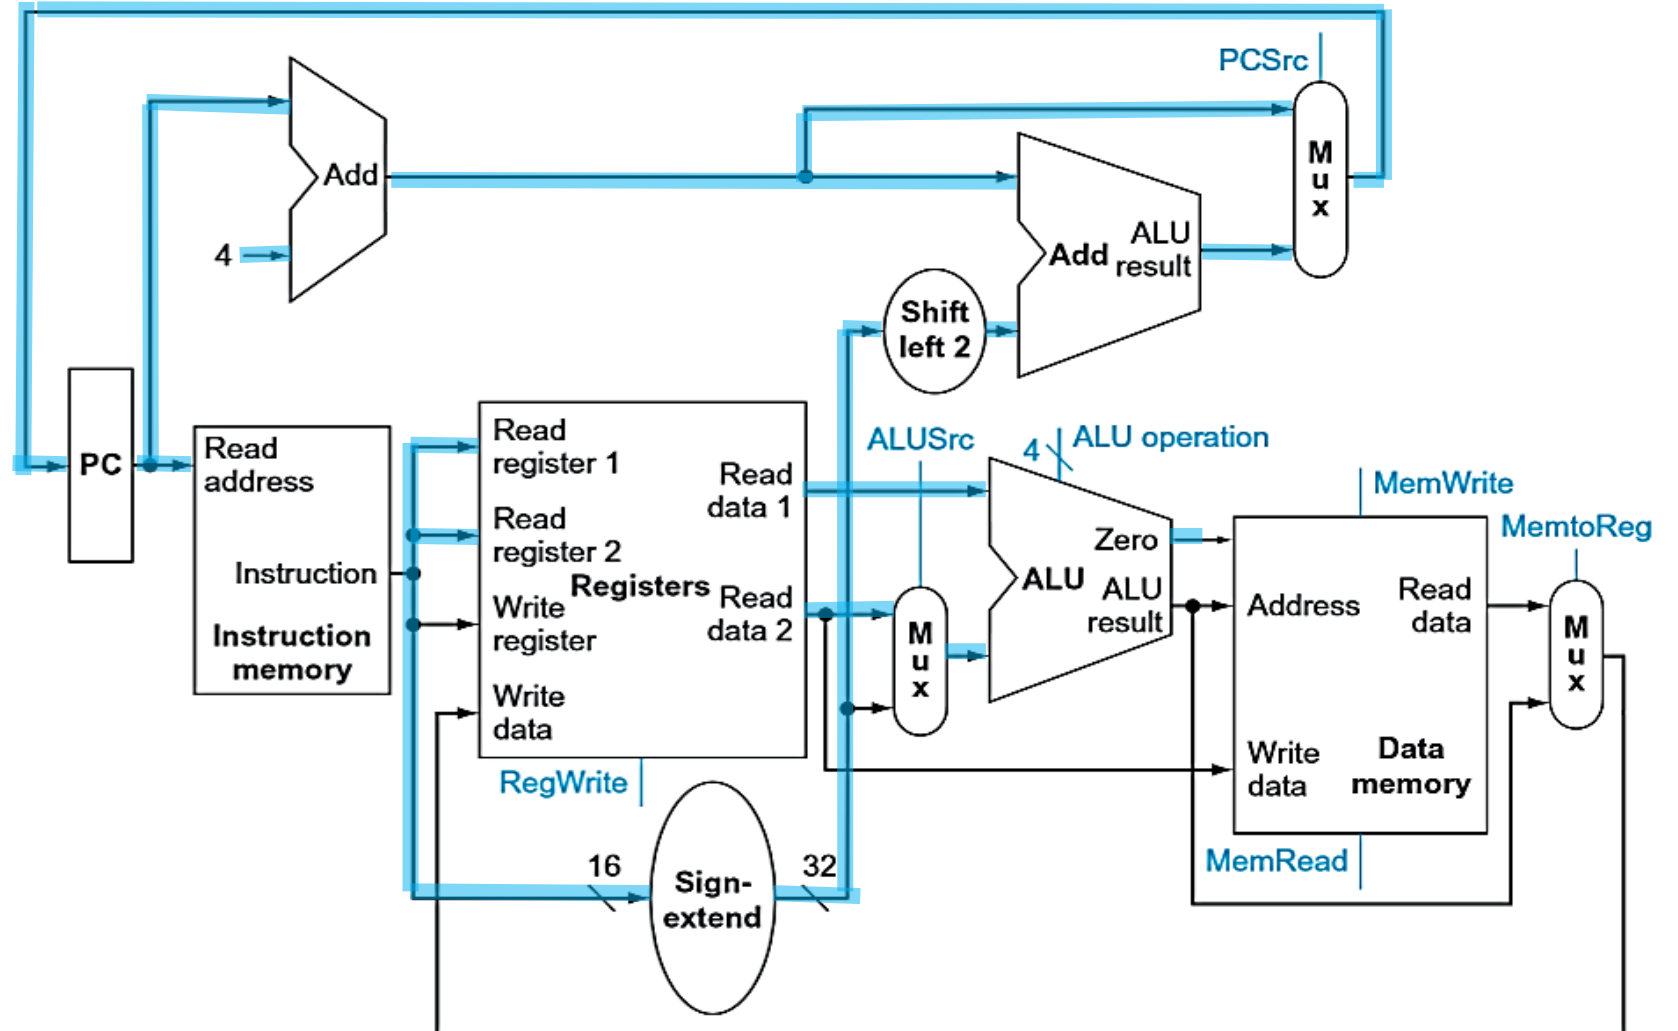 PCSrc
Add
4
M
u
x
ALU
Add result
Shift
left 2
PC
Read
address
Instruction
Instruction
memory
Read
register 1
Read
register 2
Write
register
Write
data
Registers
Read
data 1
Read
data 2
RegWrite
16
Sign-
extend
32
ALUSrc
M
u
x
4
ALU operation
Zero
ALU
ALU
result
MemWrite
Address
Read
data
Write
data
Data
memory
MemRead
MemtoReg
M
u
x